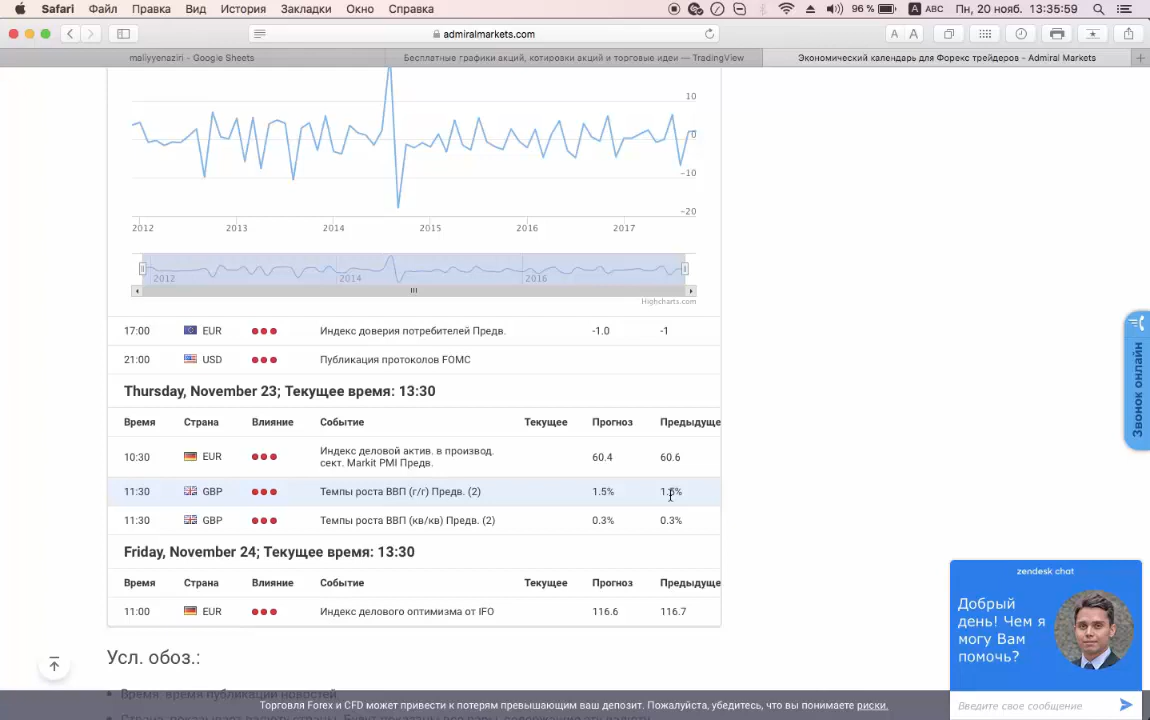 Safari Файл Правка Вид История Закладки Окно Справка 96 % A ABC Пн, 20 нояб. 13:35:59
admiralmarkets.com A A
maliyyenaziri - Google Sheets Бесплатные графики акций, котировки акций и торговые идеи — TradingView Экономический календарь для Форекс трейдеров - Admiral Markets
10
0
-10
-20
2012 2013 2014 2015 2016 2017
2012 2014 2016
Highcharts.com
17:00 EUR Индекс доверия потребителей Предв. -1.0 -1
21:00 USD Публикация протоколов FOMC
Thursday, November 23; Текущее время: 13:30
Время Страна Влияние Событие Текущее Прогноз Предыдуще
10:30 EUR Индекс деловой актив. в производ. сект. Markit PMI Предв. 60.4 60.6
11:30 GBP Темпы роста ВВП (г/г) Предв. (2) 1.5% 1.5%
11:30 GBP Темпы роста ВВП (кв/кв) Предв. (2) 0.3% 0.3%
Friday, November 24; Текущее время: 13:30
Время Страна Влияние Событие Текущее Прогноз Предыдуще
11:00 EUR Индекс делового оптимизма от IFO 116.6 116.7
Усл. обоз.:
Время: время публикации новостей
Торговля Forex и CFD может привести к потерям превышающим ваш депозит. Пожалуйста, убедитесь, что вы понимаете риски.
Звонок онлайн
zendesk chat
Добрый
день! Чем я
могу Вам
помочь?
Введите свое сообщение